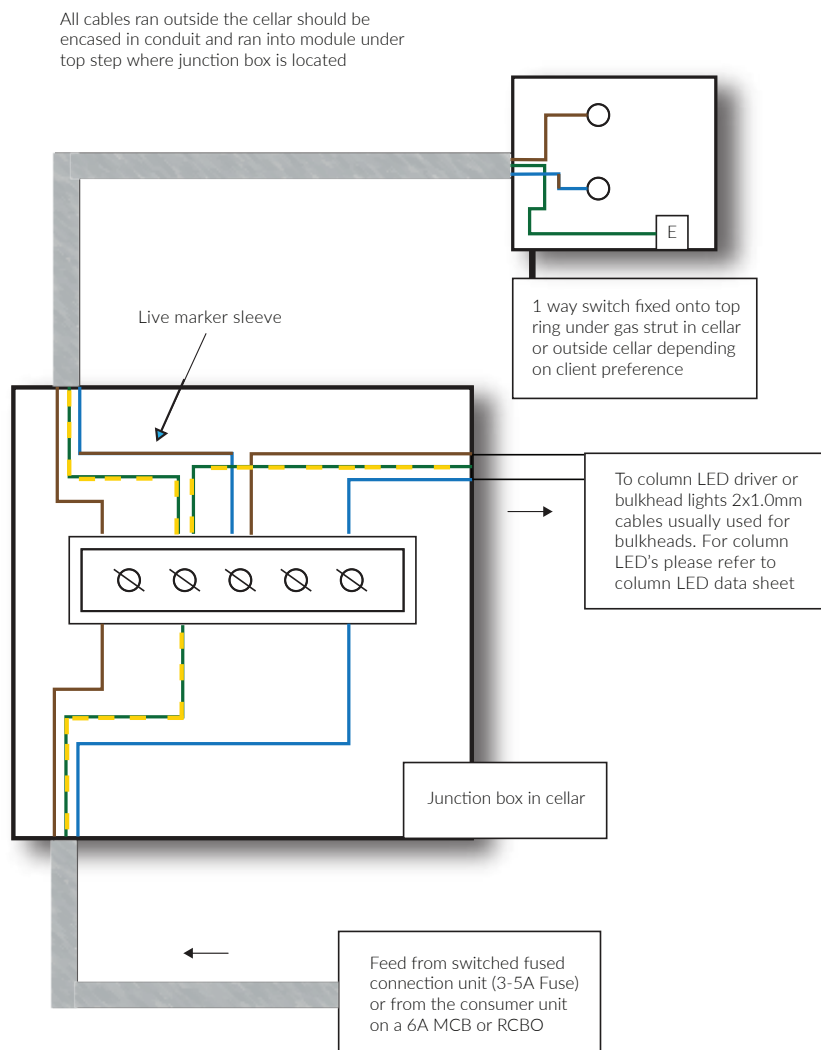 All cables ran outside the cellar should be
encased in conduit and ran into module under
top step where junction box is located
E
1 way switch fixed onto top
ring under gas strut in cellar
or outside cellar depending
on client preference
Live marker sleeve
To column LED driver or
bulkhead lights 2x1.0mm
cables usually used for
bulkheads. For column
LED’s please refer to
column LED data sheet
Junction box in cellar
Feed from switched fused
connection unit (3-5A Fuse)
or from the consumer unit
on a 6A MCB or RCBO